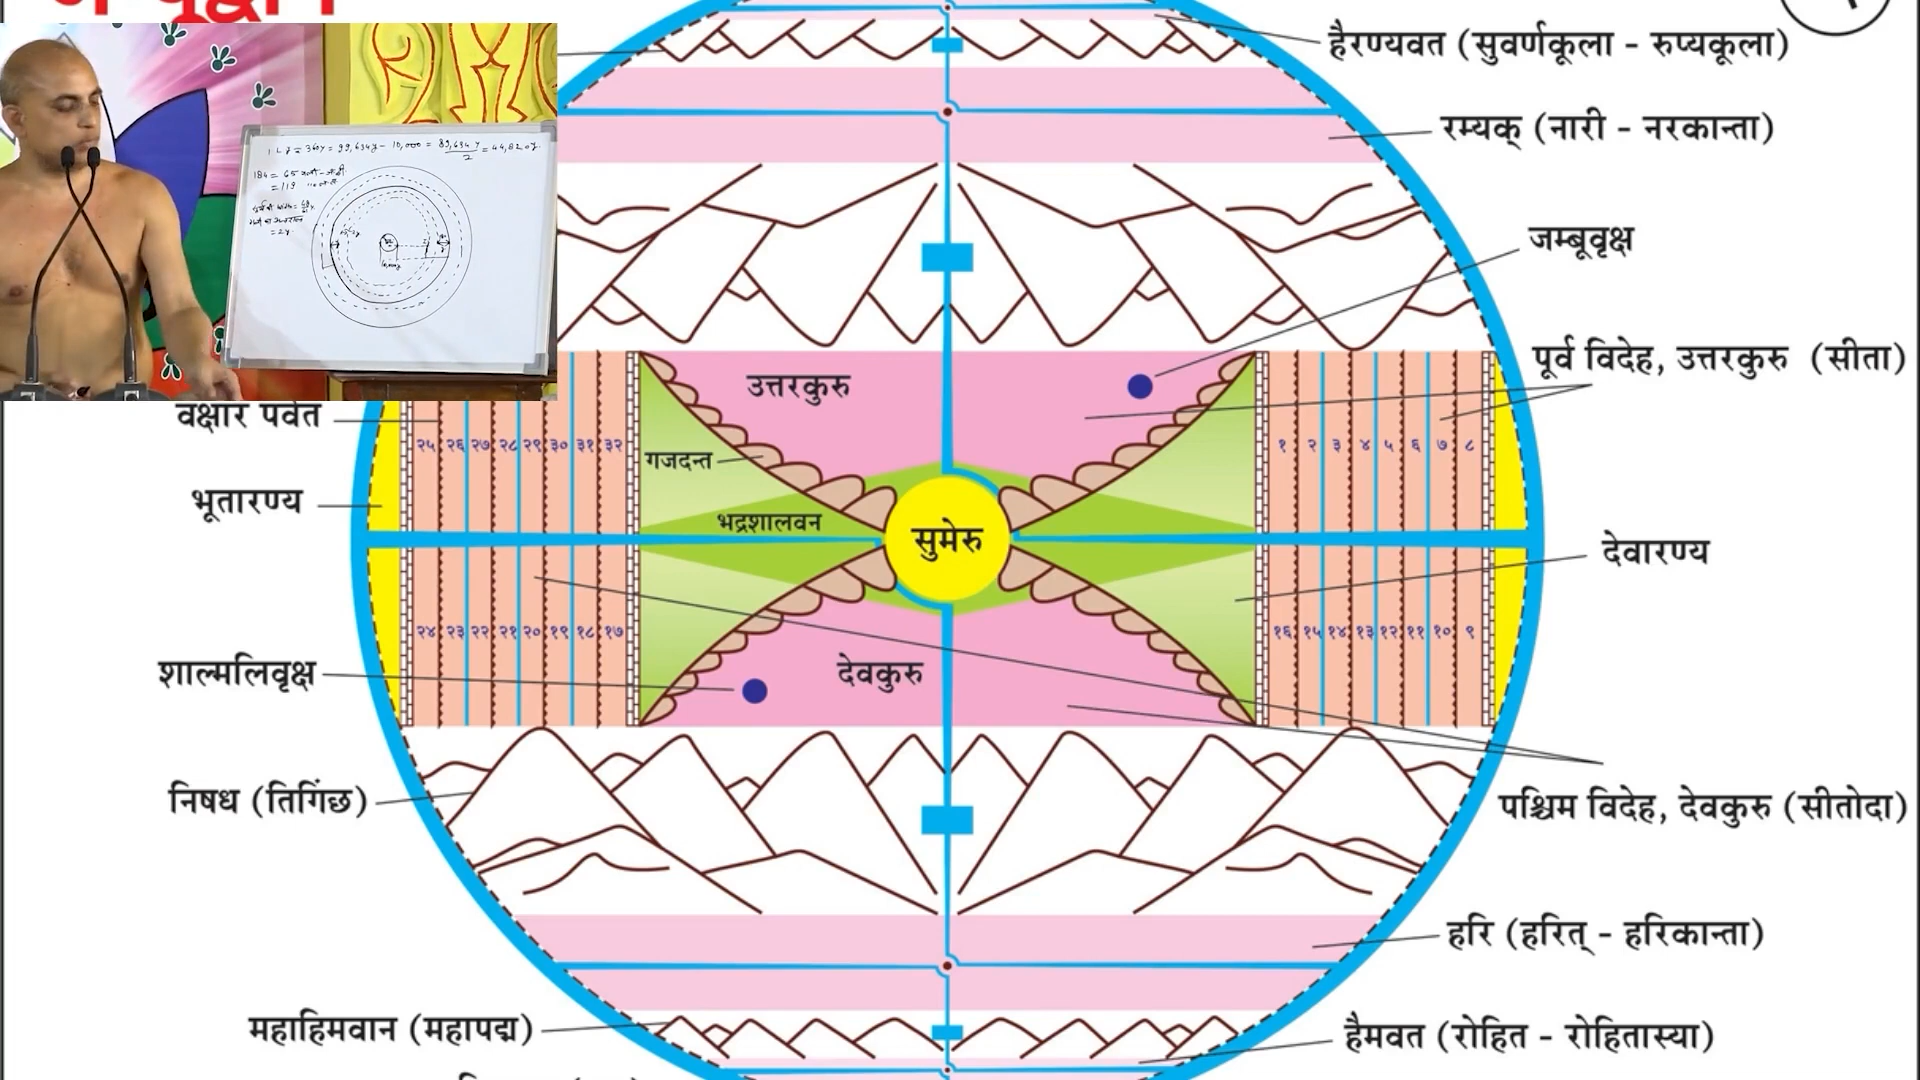 हैरण्यवत (सुवर्णकूला - रुप्यकूला)
रम्यक् (नारी - नरकान्ता)
जम्बूवृक्ष
पूर्व विदेह, उत्तरकुरु (सीता)
उत्तरकुरु
वक्षार पर्वत
२५ २६ २७ २८ २९ ३० ३१ ३२
१ २ ३ ४ ५ ६ ७ ८
गजदन्त
भूतारण्य
भद्रशालवन
सुमेरु
देवारण्य
२४ २३ २२ २१ २० १९ १८ १७
१६ १५ १४ १३ १२ ११ १० ९
शाल्मलिवृक्ष
देवकुरु
निषध (तिगिंछ)
पश्चिम विदेह, देवकुरु (सीतोदा)
हरि (हरित् - हरिकान्ता)
महाहिमवान (महापद्म)
हैमवत (रोहित - रोहितास्या)